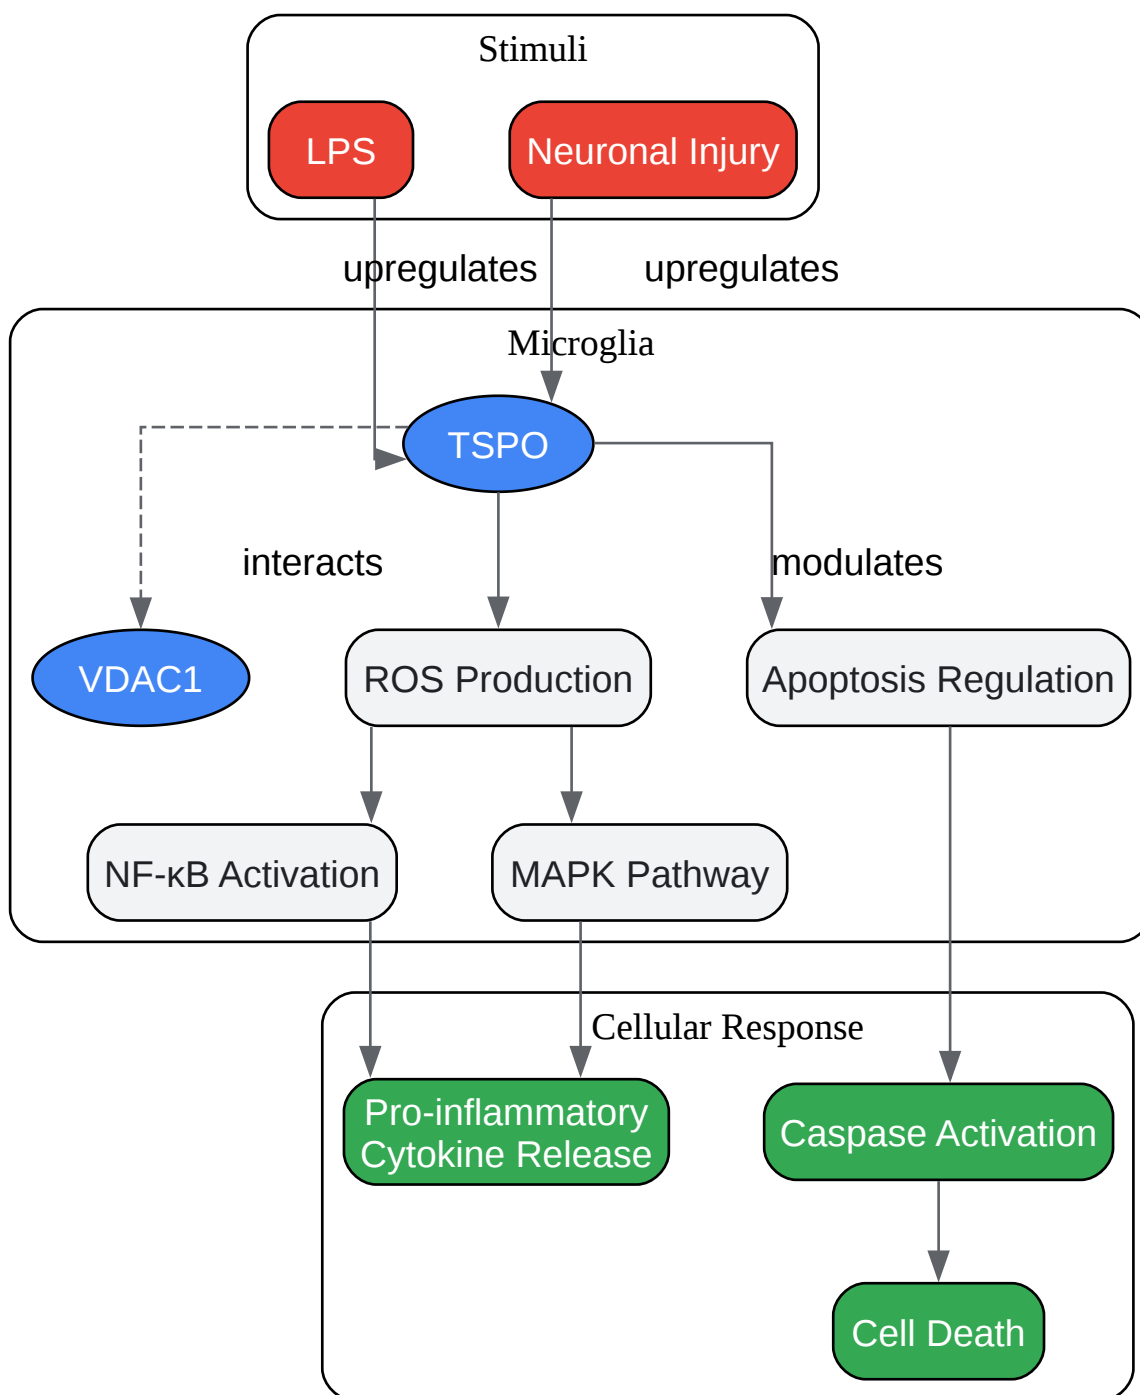 Stimuli
LPS
Neuronal Injury
upregulates
upregulates
Microglia
TSPO
interacts
modulates
VDAC1
ROS Production
Apoptosis Regulation
NF-κB Activation
MAPK Pathway
Cellular Response
Pro-inflammatory
Cytokine Release
Caspase Activation
Cell Death